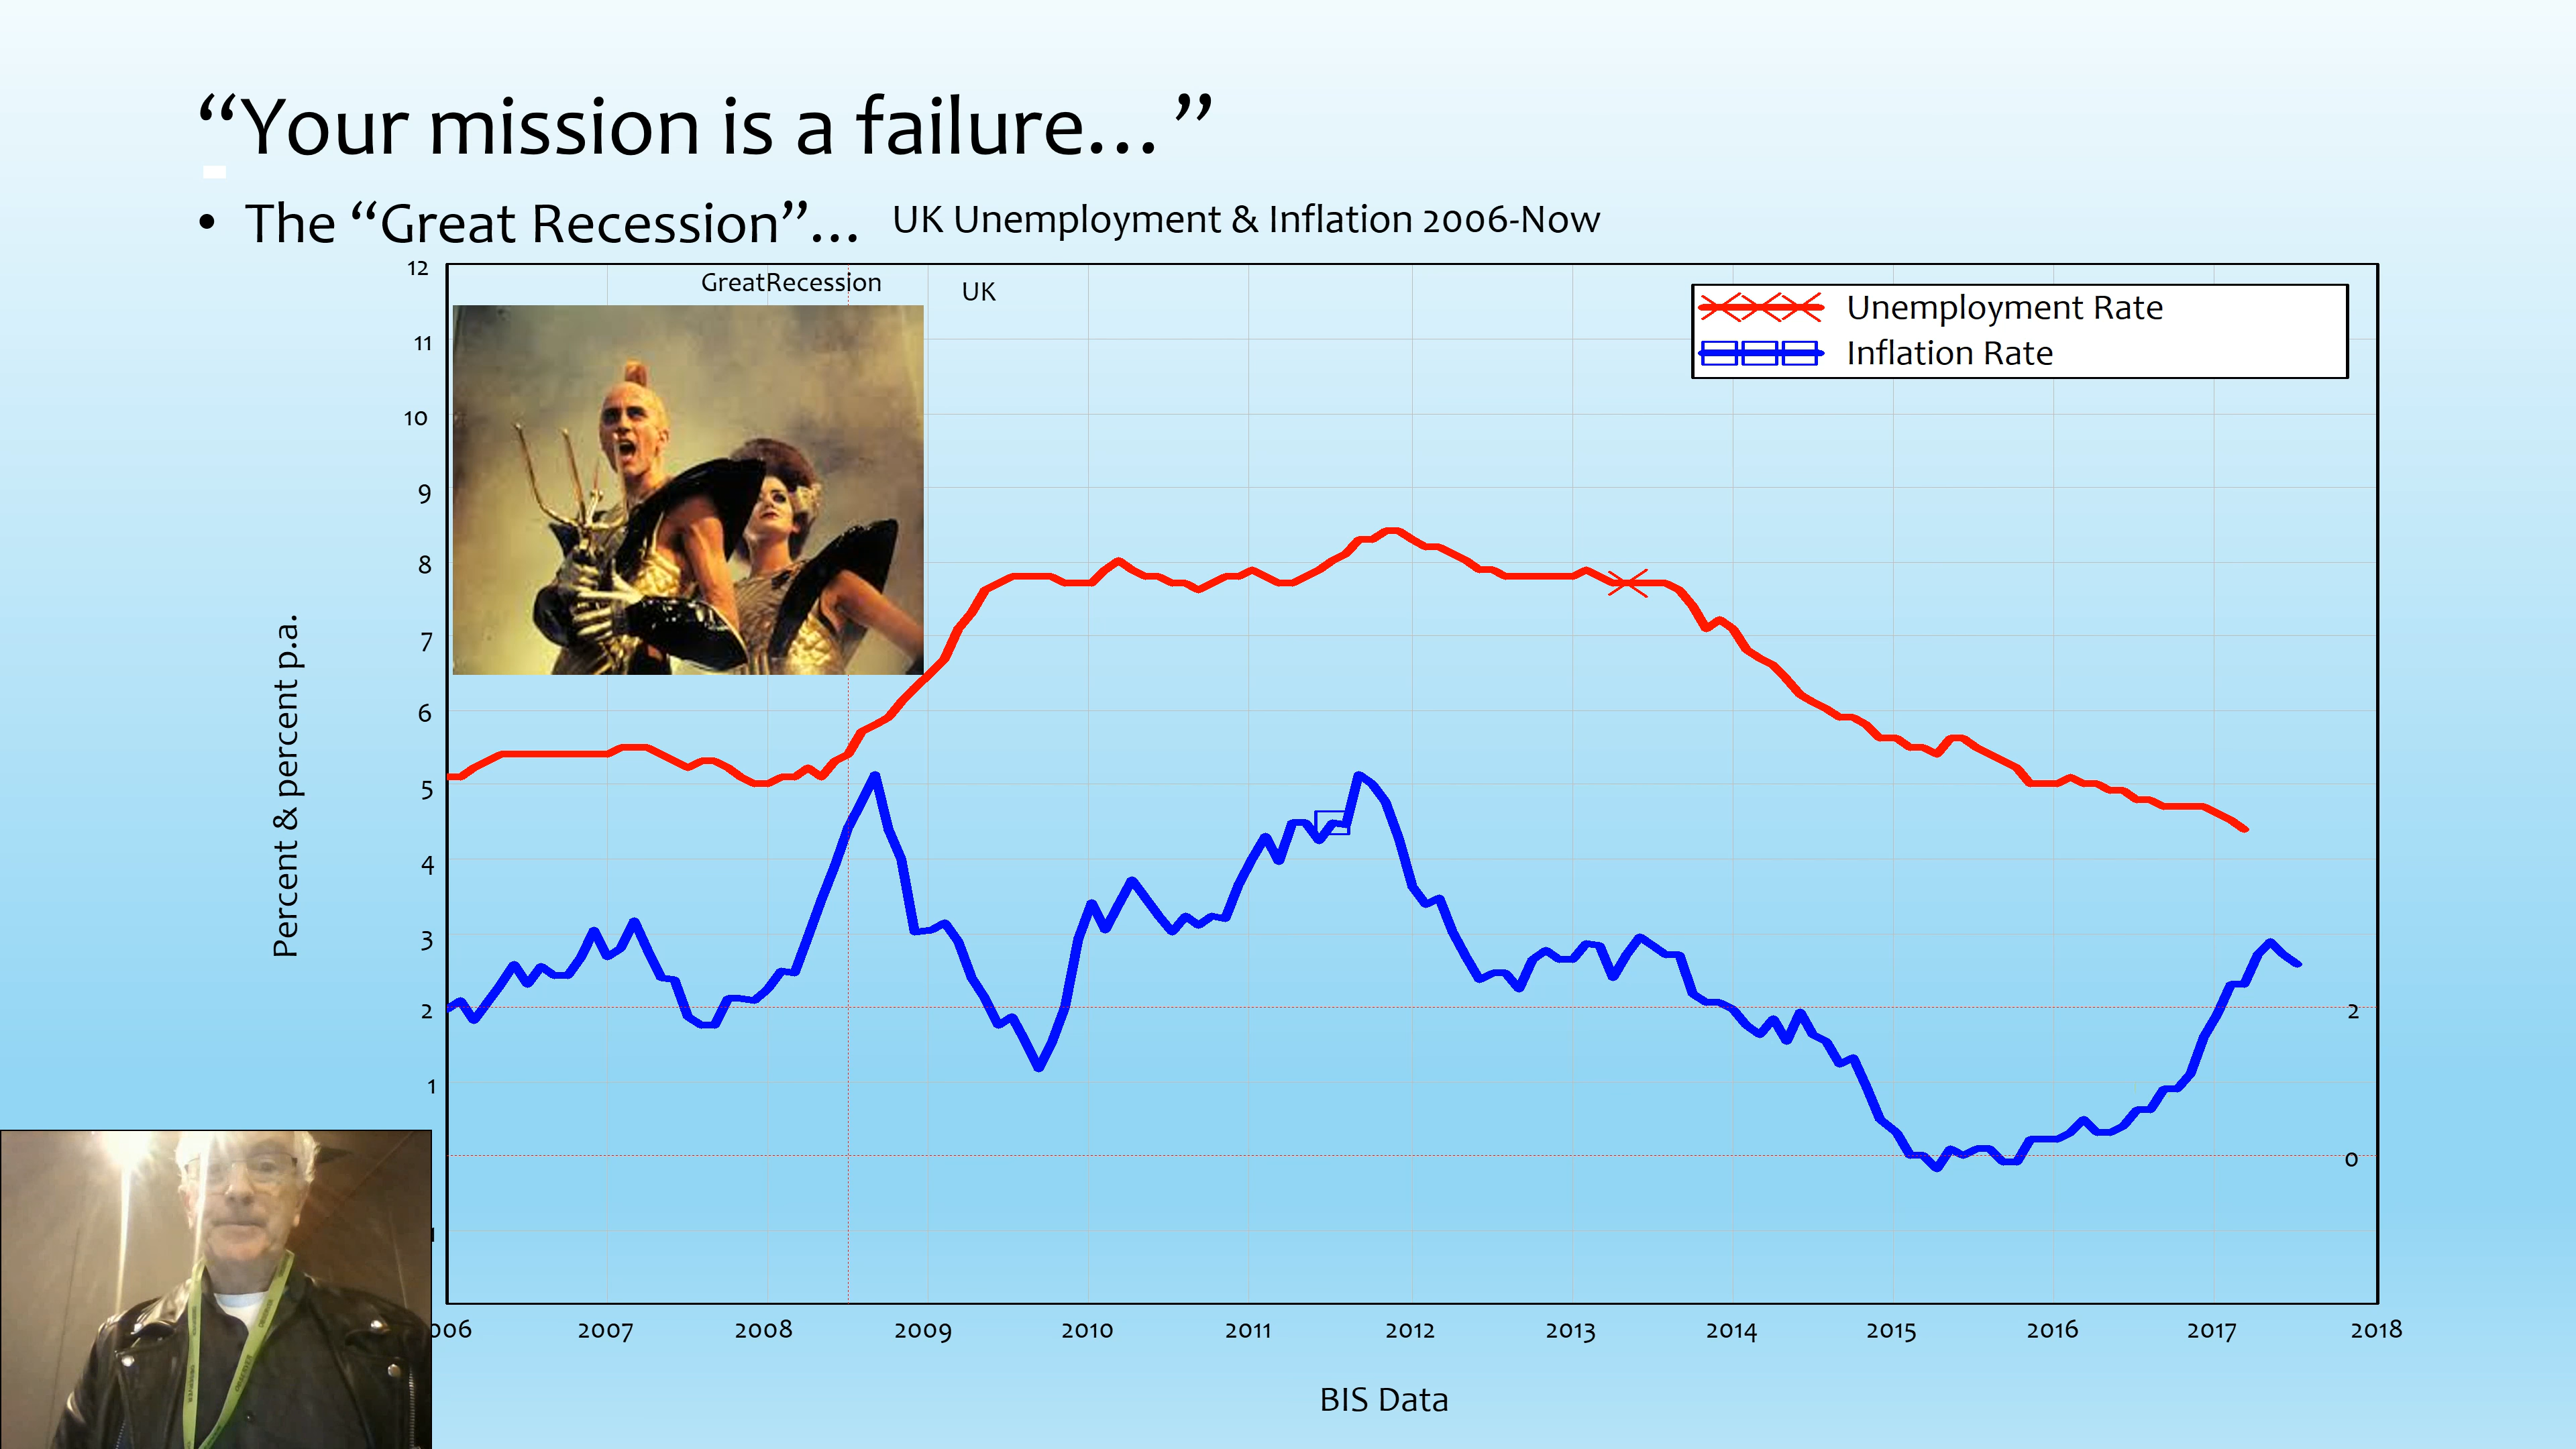 “Your mission is a failure…”
• The “Great Recession”…
UK Unemployment & Inflation 2006-Now
GreatRecession
UK
Unemployment Rate
Inflation Rate
12
11
10
9
8
7
6
5
4
3
2
1
2
0
Percent & percent p.a.
006 2007 2008 2009 2010 2011 2012 2013 2014 2015 2016 2017 2018
BIS Data